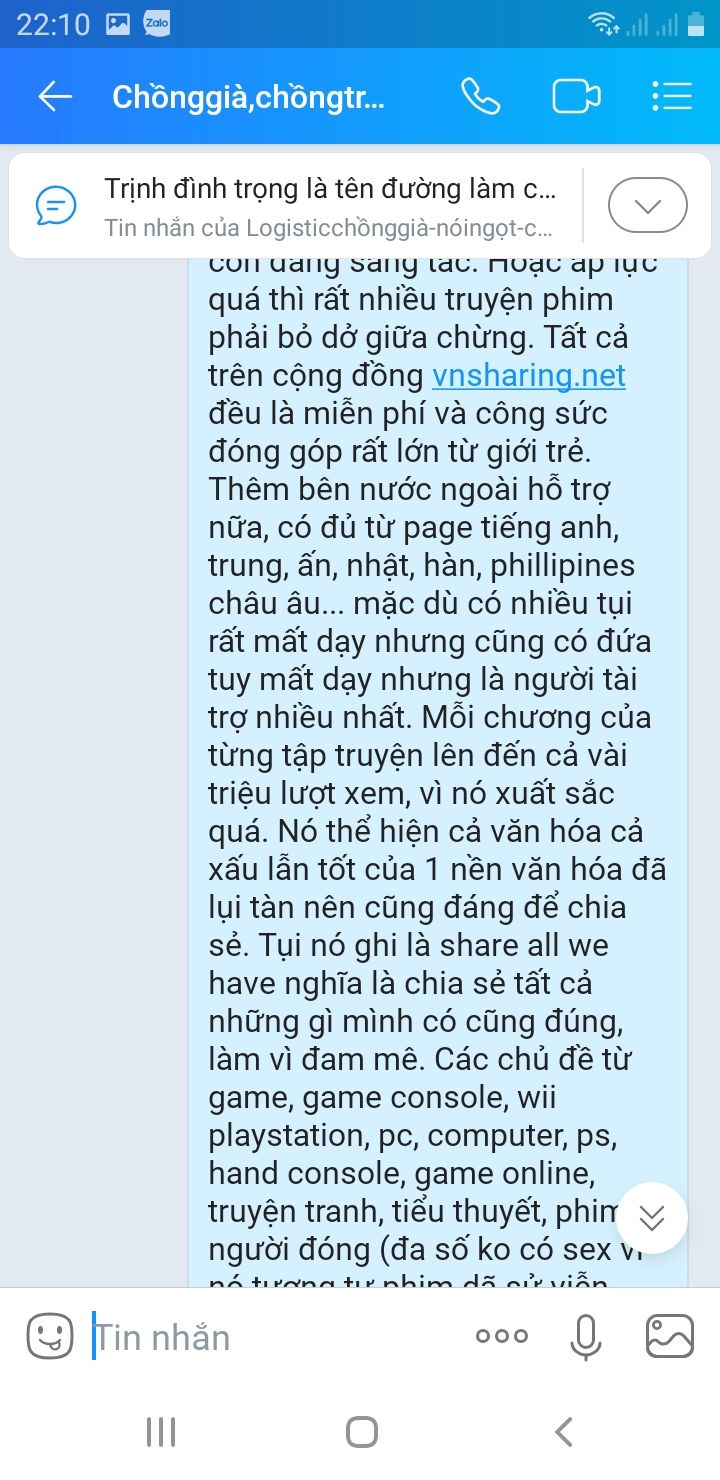 22:10
Zalo
Chồnggià,chồngtr...
Trịnh đình trọng là tên đường làm c...
Tin nhắn của Logisticchồnggià-nóingọt-c...
con đang sáng tác. Hoặc áp lực
quá thì rất nhiều truyện phim
phải bỏ dở giữa chừng. Tất cả
trên cộng đồng vnsharing.net
đều là miễn phí và công sức
đóng góp rất lớn từ giới trẻ.
Thêm bên nước ngoài hỗ trợ
nữa, có đủ từ page tiếng anh,
trung, ấn, nhật, hàn, phillipines
châu âu... mặc dù có nhiều tụi
rất mất dạy nhưng cũng có đứa
tuy mất dạy nhưng là người tài
trợ nhiều nhất. Mỗi chương của
từng tập truyện lên đến cả vài
triệu lượt xem, vì nó xuất sắc
quá. Nó thể hiện cả văn hóa cả
xấu lẫn tốt của 1 nền văn hóa đã
lụi tàn nên cũng đáng để chia
sẻ. Tụi nó ghi là share all we
have nghĩa là chia sẻ tất cả
những gì mình có cũng đúng,
làm vì đam mê. Các chủ đề từ
game, game console, wii
playstation, pc, computer, ps,
hand console, game online,
truyện tranh, tiểu thuyết, phim
người đóng (đa số ko có sex vì
nó tương tự phim dã sử viễn
Tin nhắn